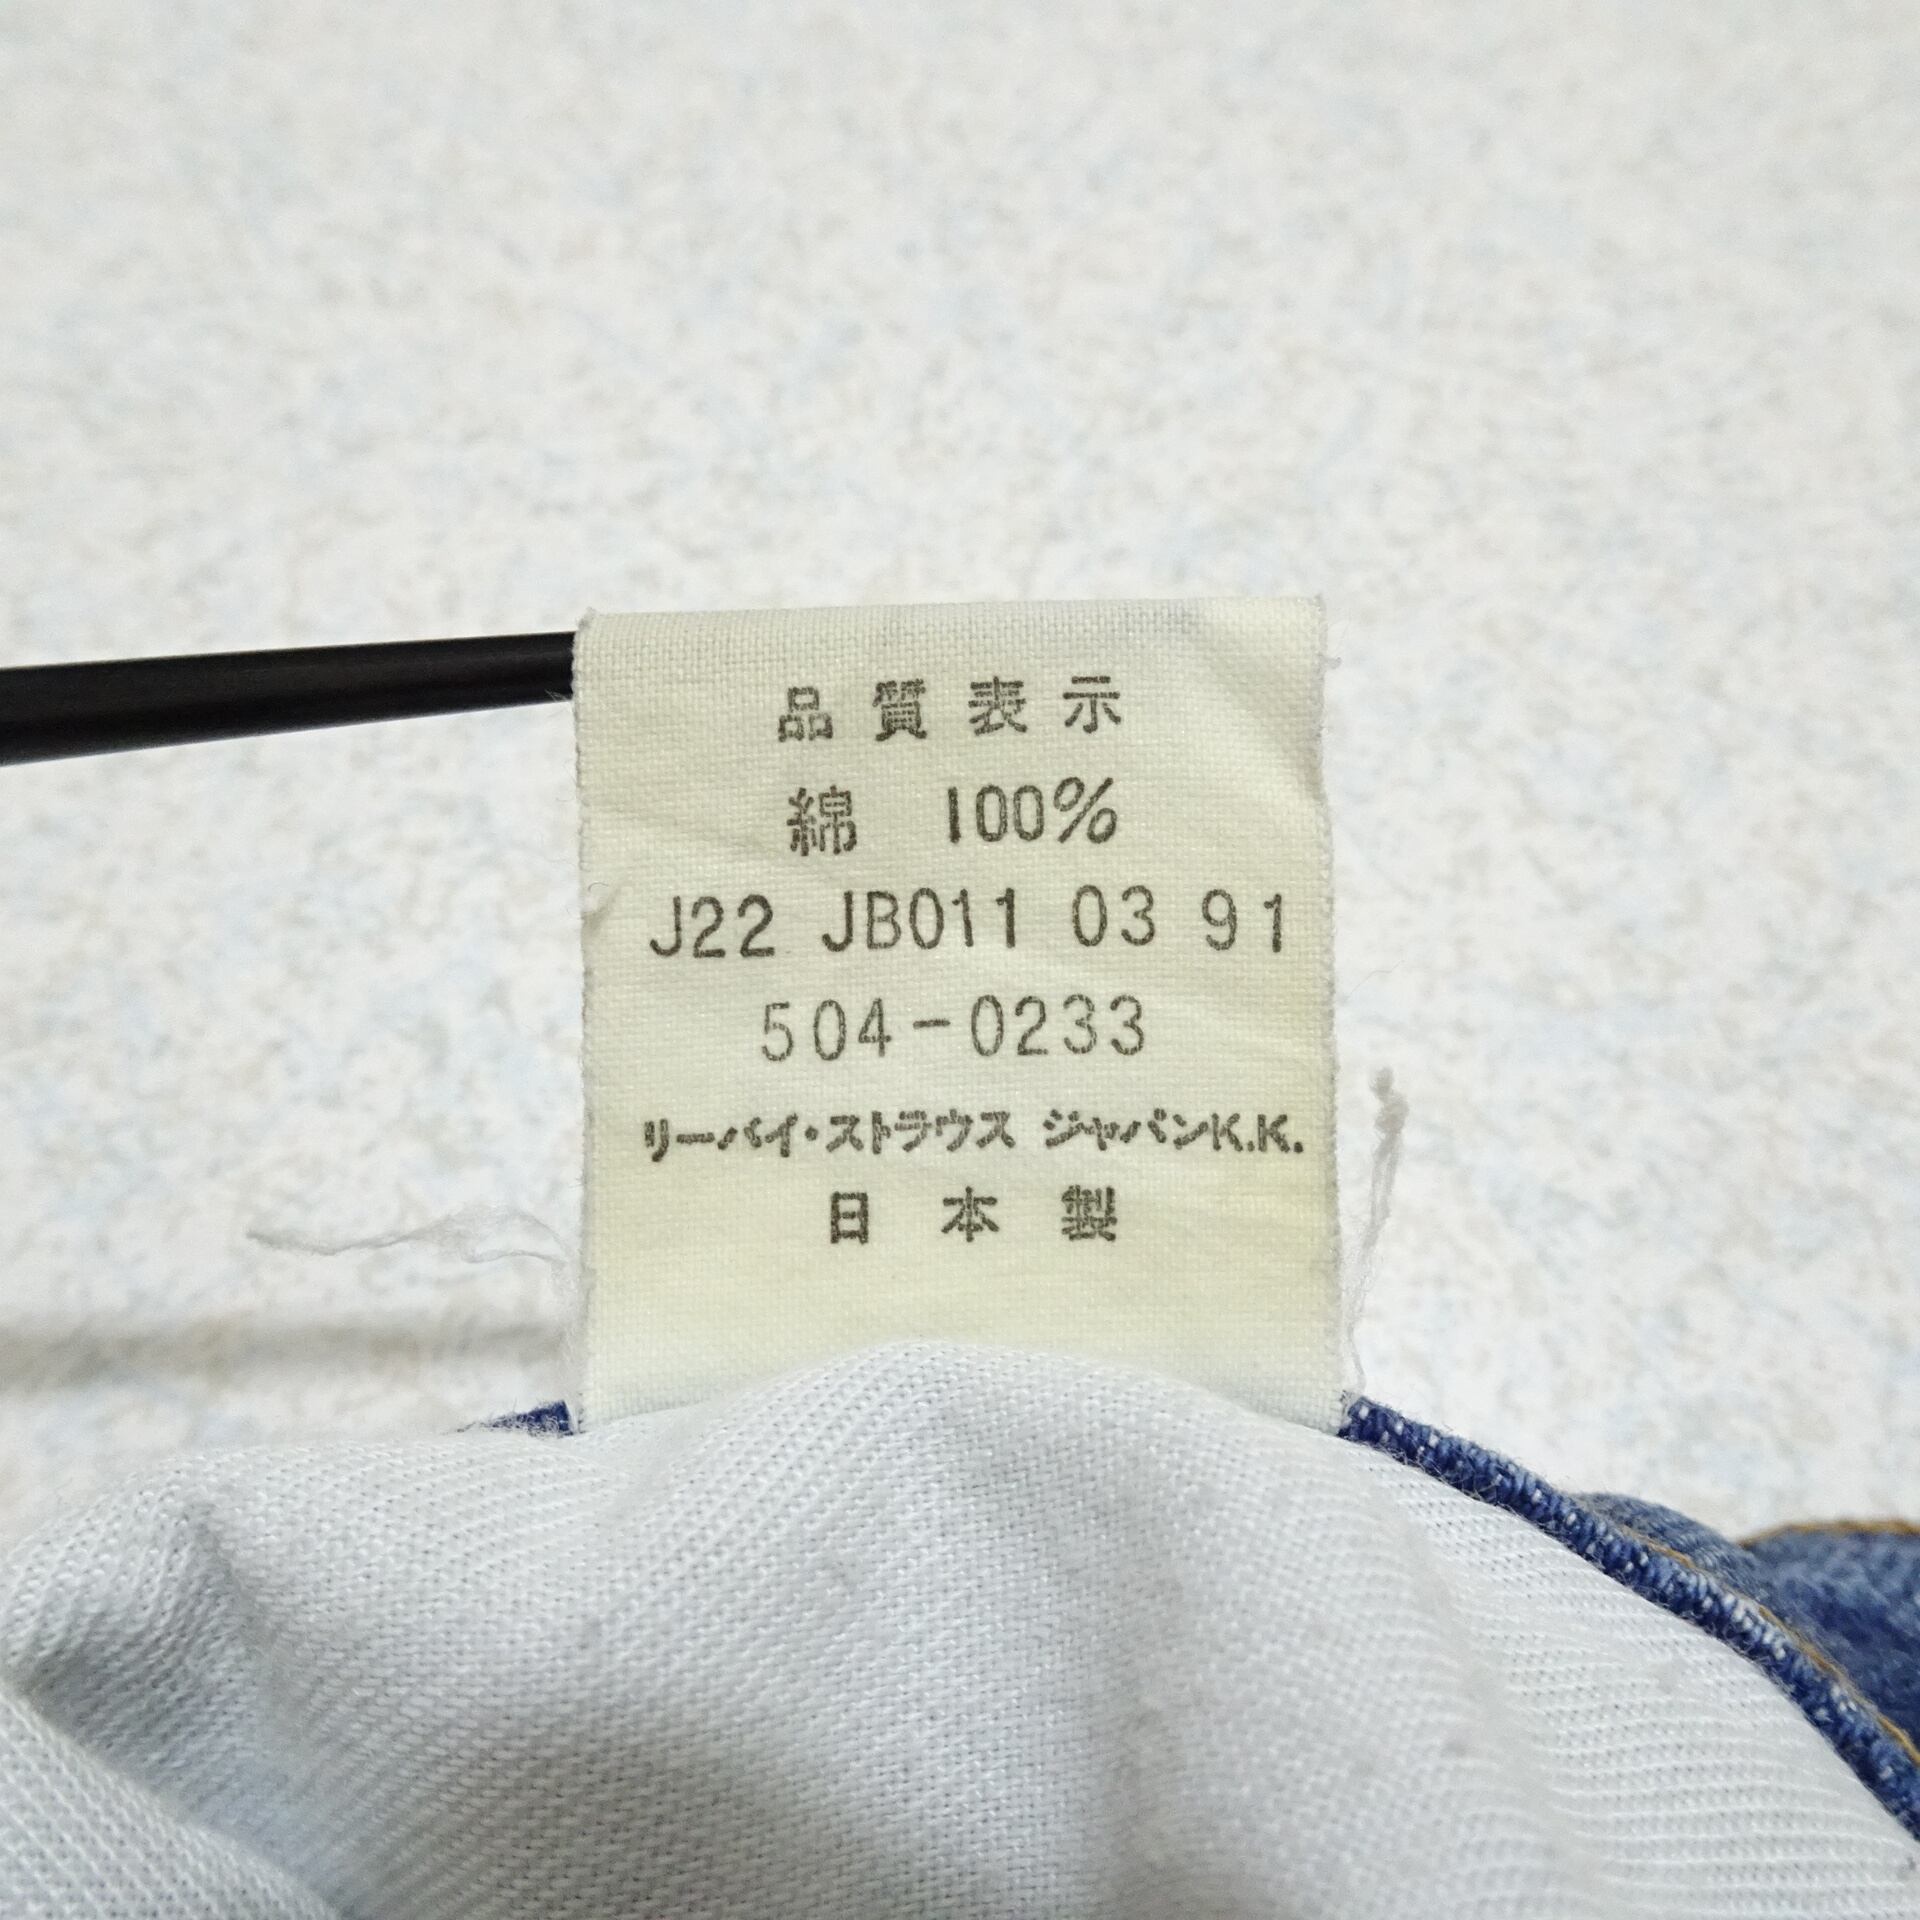 品質表示
綿 100%
J22 JB011 03 91
504-0233
リーバイ・ストラウス ジャパンK.K.
日本製